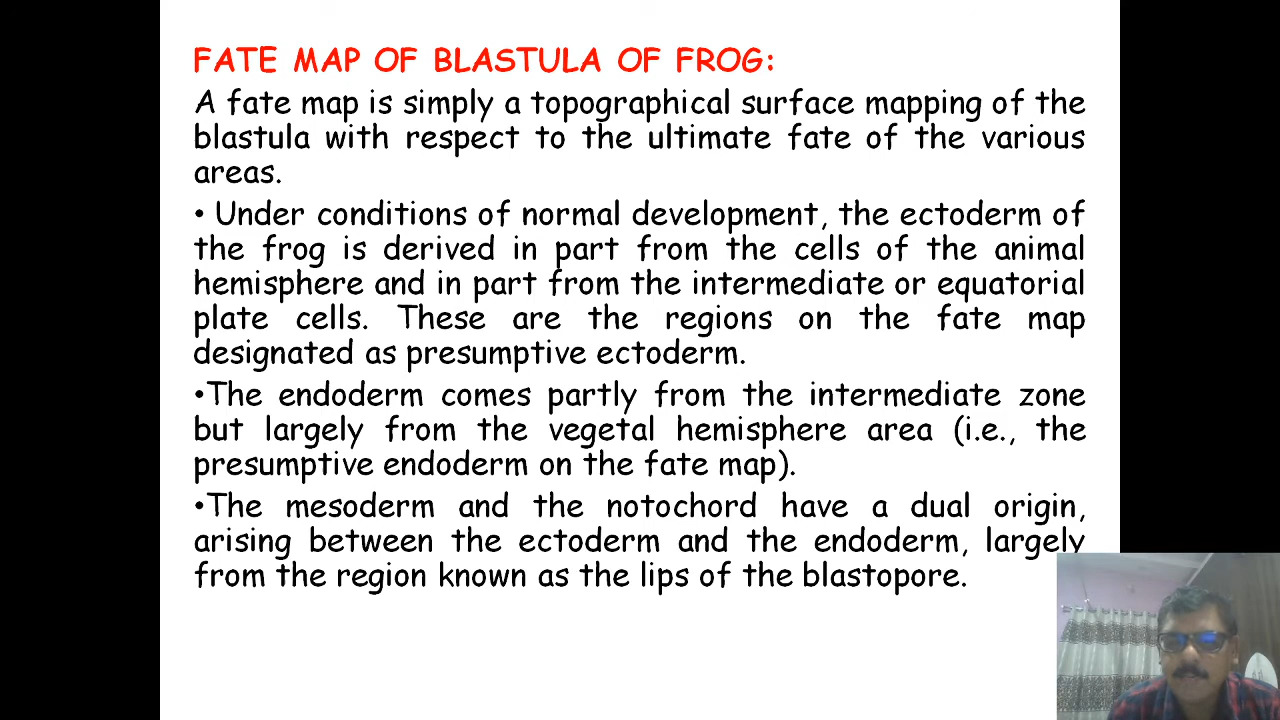 FATE MAP OF BLASTULA OF FROG:
A fate map is simply a topographical surface mapping of the
blastula with respect to the ultimate fate of the various
areas.
• Under conditions of normal development, the ectoderm of
the frog is derived in part from the cells of the animal
hemisphere and in part from the intermediate or equatorial
plate cells. These are the regions on the fate map
designated as presumptive ectoderm.
•The endoderm comes partly from the intermediate zone
but largely from the vegetal hemisphere area (i.e., the
presumptive endoderm on the fate map).
•The mesoderm and the notochord have a dual origin,
arising between the ectoderm and the endoderm, largely
from the region known as the lips of the blastopore.